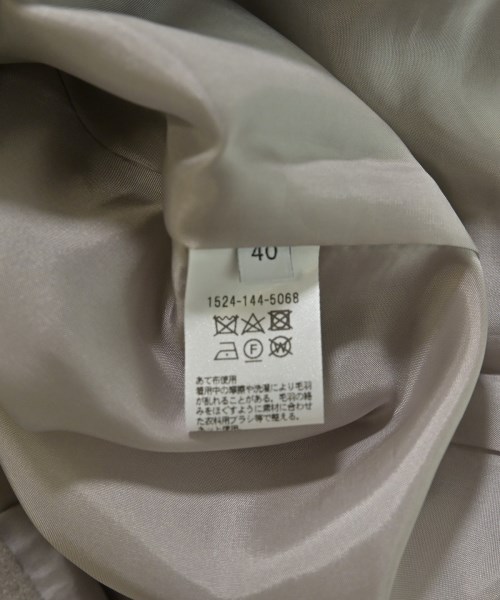 40
1524-144-5068
F
W
あて布使用
着用中の摩擦や洗濯により毛羽
が乱れることがある。毛羽の絡
みをほぐすように素材に合わせ
た衣料用ブラシ等で整える。